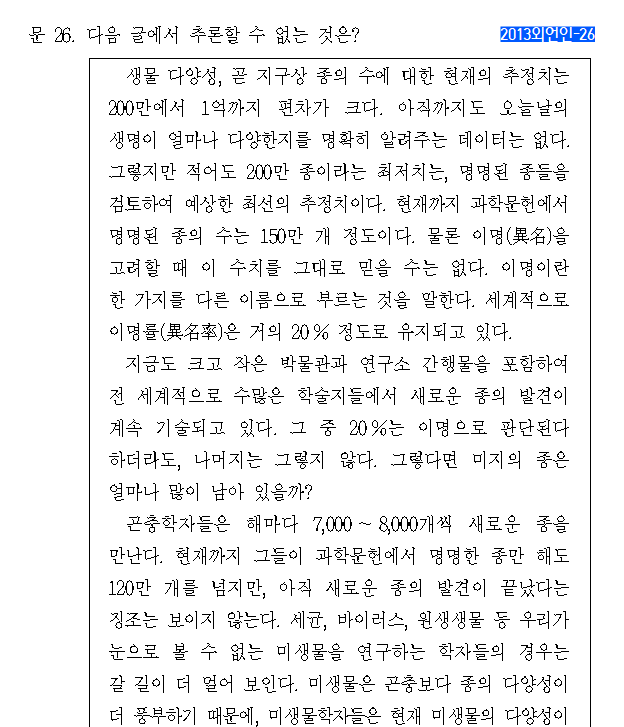 문 26. 다음 글에서 추론할 수 없는 것은?
2013외언인-26
생물 다양성, 곧 지구상 종의 수에 대한 현재의 추정치는
200만에서 1억까지 편차가 크다. 아직까지도 오늘날의
생명이 얼마나 다양한지를 명확히 알려주는 데이터는 없다.
그렇지만 적어도 200만 종이라는 최저치는, 명명된 종들을
검토하여 예상한 최선의 추정치이다. 현재까지 과학문헌에서
명명된 종의 수는 150만 개 정도이다. 물론 이명(異名)을
고려할 때 이 수치를 그대로 믿을 수는 없다. 이명이란
한 가지를 다른 이름으로 부르는 것을 말한다. 세계적으로
이명률(異名率)은 거의 20% 정도로 유지되고 있다.
지금도 크고 작은 박물관과 연구소 간행물을 포함하여
전 세계적으로 수많은 학술지들에서 새로운 종의 발견이
계속 기술되고 있다. 그 중 20%는 이명으로 판단된다
하더라도, 나머지는 그렇지 않다. 그렇다면 미지의 종은
얼마나 많이 남아 있을까?
곤충학자들은 해마다 7,000~8,000개씩 새로운 종을
만난다. 현재까지 그들이 과학문헌에서 명명한 종만 해도
120만 개를 넘지만, 아직 새로운 종의 발견이 끝났다는
징조는 보이지 않는다. 세균, 바이러스, 원생생물 등 우리가
눈으로 볼 수 없는 미생물을 연구하는 학자들의 경우는
갈 길이 더 멀어 보인다. 미생물은 곤충보다 종의 다양성이
더 풍부하기 때문에, 미생물학자들은 현재 미생물의 다양성이